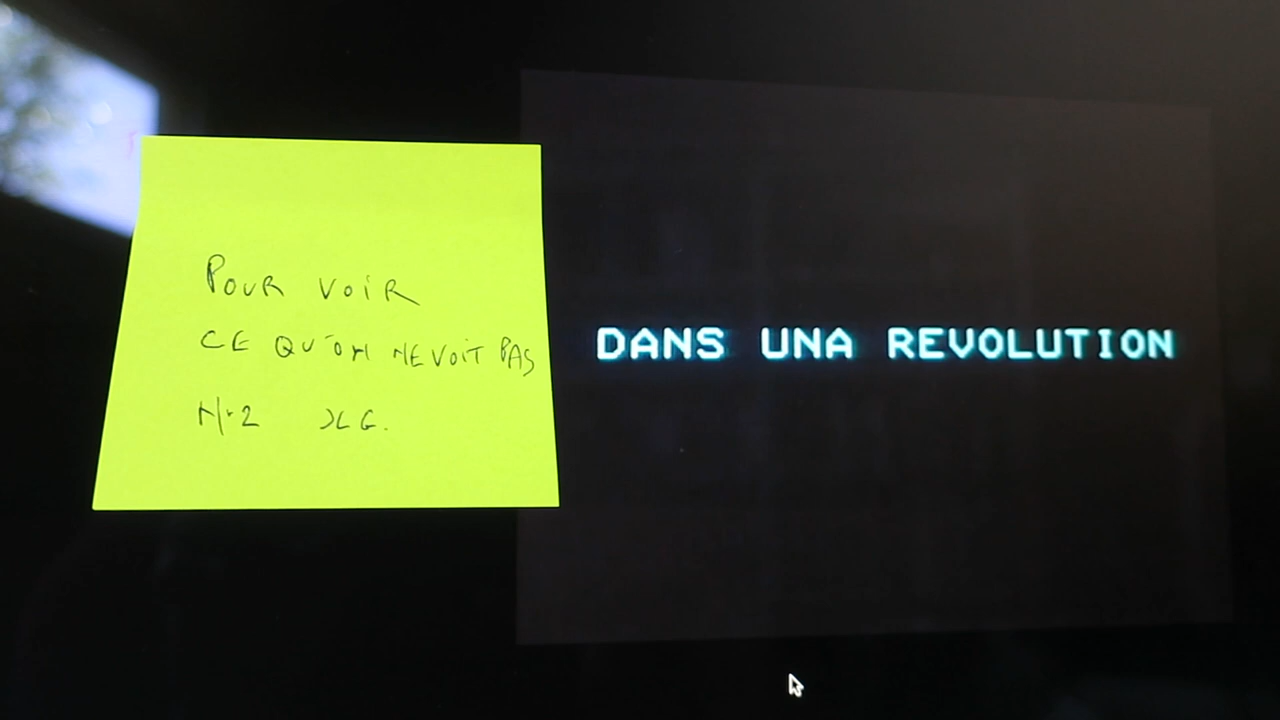 POUR VOIR
CE QU'ON NE VOIT PAS
N·2 JLG.
DANS UNA REVOLUTION